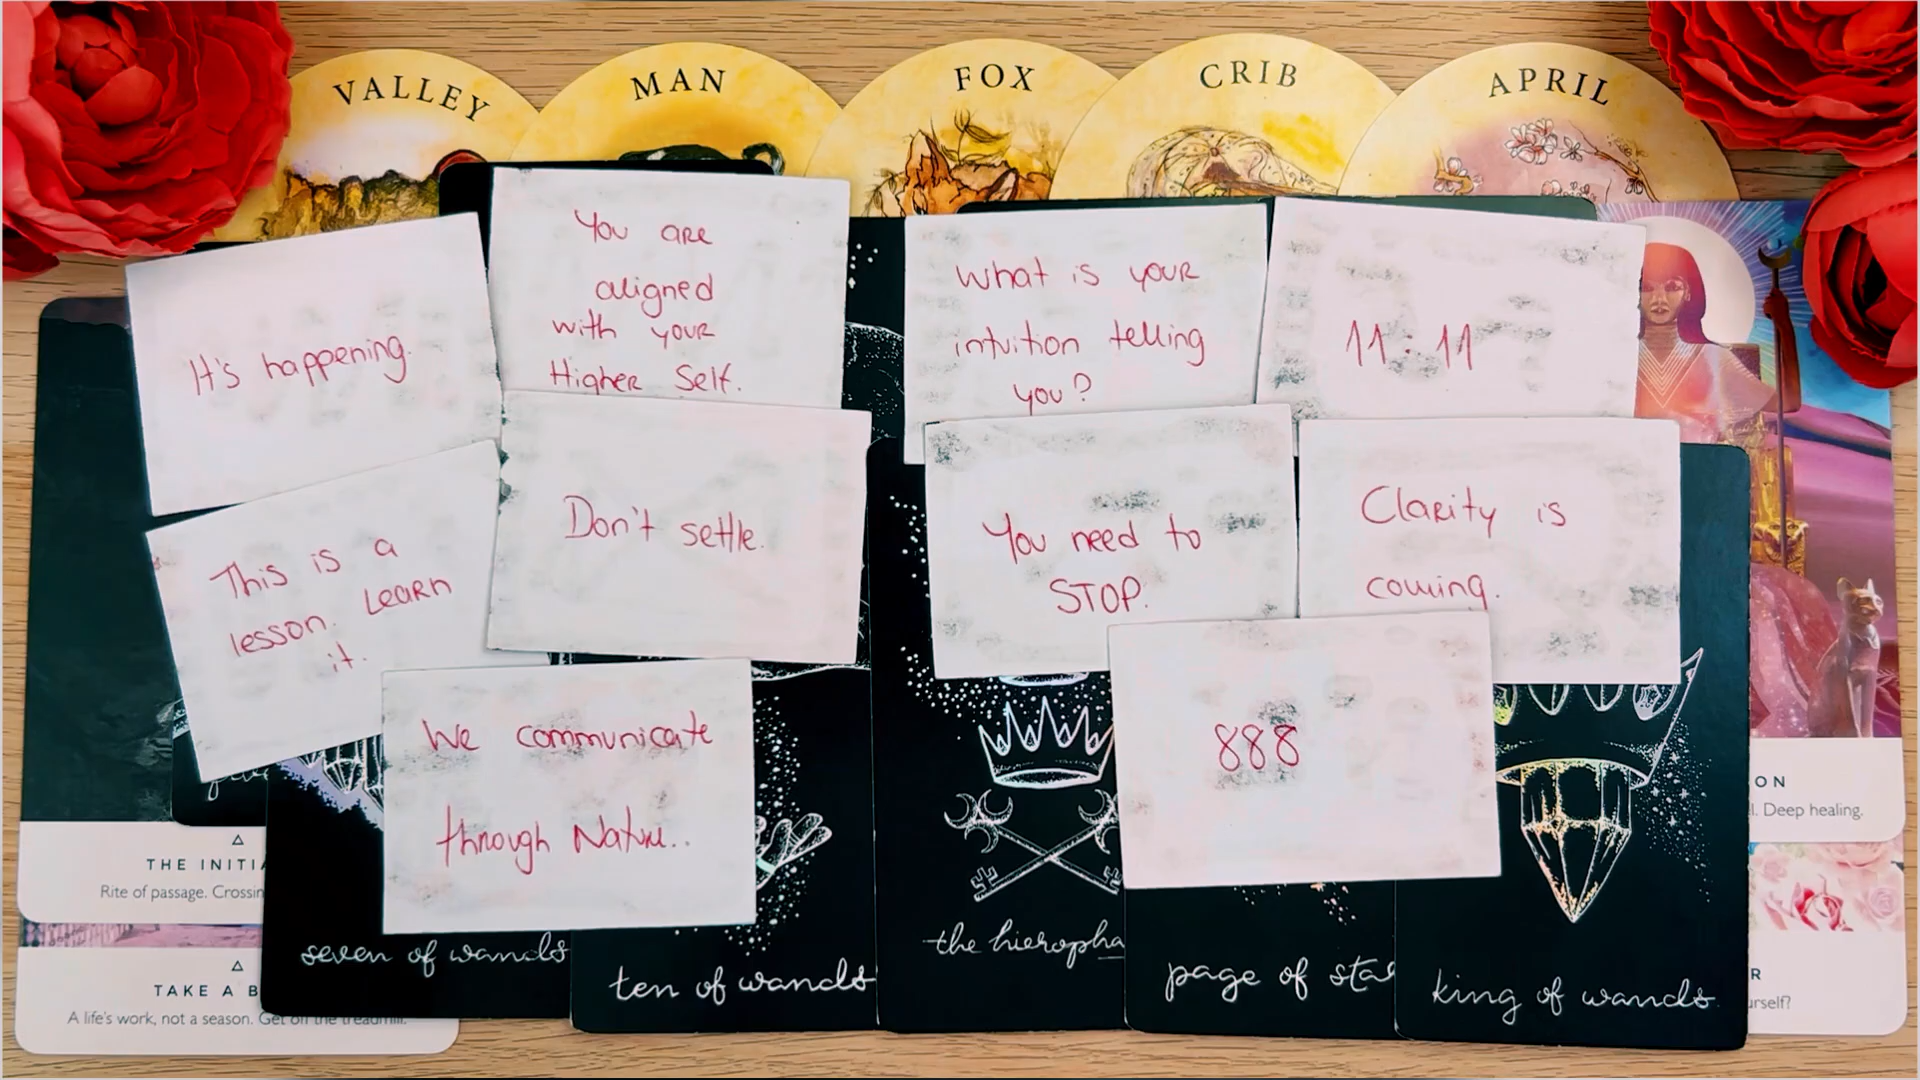 VALLEY
MAN
FOX
CRIB
APRIL
It's happening.
You are
aligned
with your
Higher Self.
What is your
intuition telling
you?
11:11
This is a
lesson. Learn
it.
Don't settle.
You need to
STOP.
Clarity is
coming.
We communicate
through Nature..
888
THE INITIA
Rite of passage. Crossin
TAKE A B
A life's work, not a season. Get off the treadmill.
seven of wands
ten of wands
the hieropha
page of sta
king of wands
ON
l. Deep healing.
R
urself?